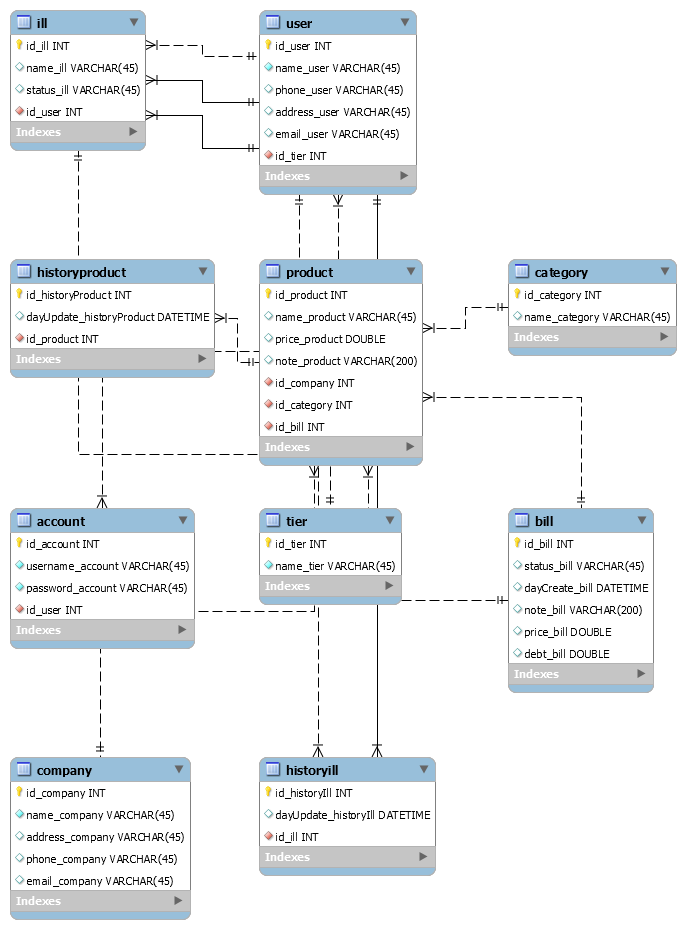 ill
id_ill INT
name_ill VARCHAR(45)
status_ill VARCHAR(45)
id_user INT
Indexes
user
id_user INT
name_user VARCHAR(45)
phone_user VARCHAR(45)
address_user VARCHAR(45)
email_user VARCHAR(45)
id_tier INT
Indexes
historyproduct
id_historyProduct INT
dayUpdate_historyProduct DATETIME
id_product INT
Indexes
product
id_product INT
name_product VARCHAR(45)
price_product DOUBLE
note_product VARCHAR(200)
id_company INT
id_category INT
id_bill INT
Indexes
category
id_category INT
name_category VARCHAR(45)
Indexes
account
id_account INT
username_account VARCHAR(45)
password_account VARCHAR(45)
id_user INT
Indexes
tier
id_tier INT
name_tier VARCHAR(45)
Indexes
bill
id_bill INT
status_bill VARCHAR(45)
dayCreate_bill DATETIME
note_bill VARCHAR(200)
price_bill DOUBLE
debt_bill DOUBLE
Indexes
company
id_company INT
name_company VARCHAR(45)
address_company VARCHAR(45)
phone_company VARCHAR(45)
email_company VARCHAR(45)
Indexes
historyill
id_historyIll INT
dayUpdate_historyIll DATETIME
id_ill INT
Indexes